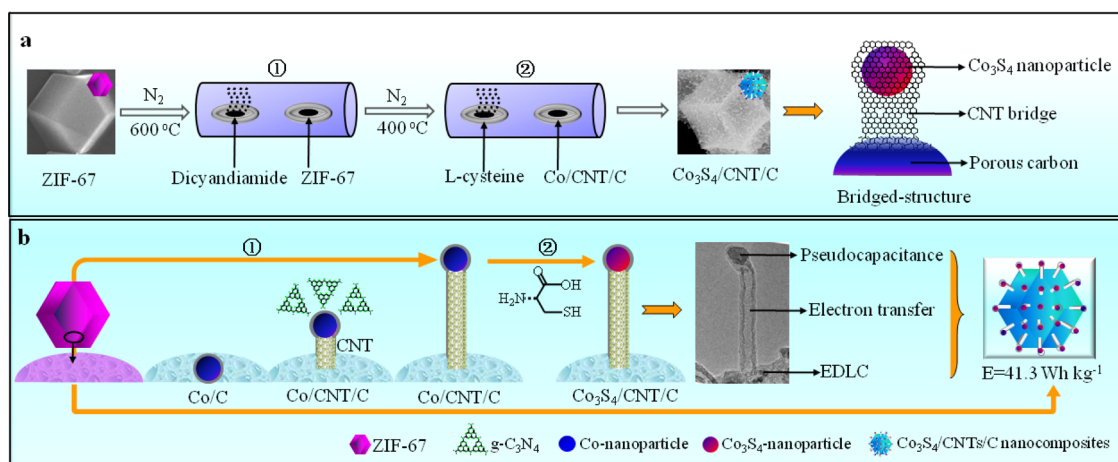 a
①
②
N₂
600 °C
N₂
400 °C
ZIF-67
Dicyandiamide
ZIF-67
L-cysteine
Co/CNT/C
Co₃S₄/CNT/C
Co₃S₄ nanoparticle
CNT bridge
Porous carbon
Bridged-structure
b
①
②
O
OH
H₂N
SH
CNT
Co/C
Co/CNT/C
Co/CNT/C
Co₃S₄/CNT/C
Pseudocapacitance
Electron transfer
EDLC
E=41.3 Wh kg⁻¹
ZIF-67
g-C₃N₄
Co-nanoparticle
Co₃S₄-nanoparticle
Co₃S₄/CNTs/C nanocomposites